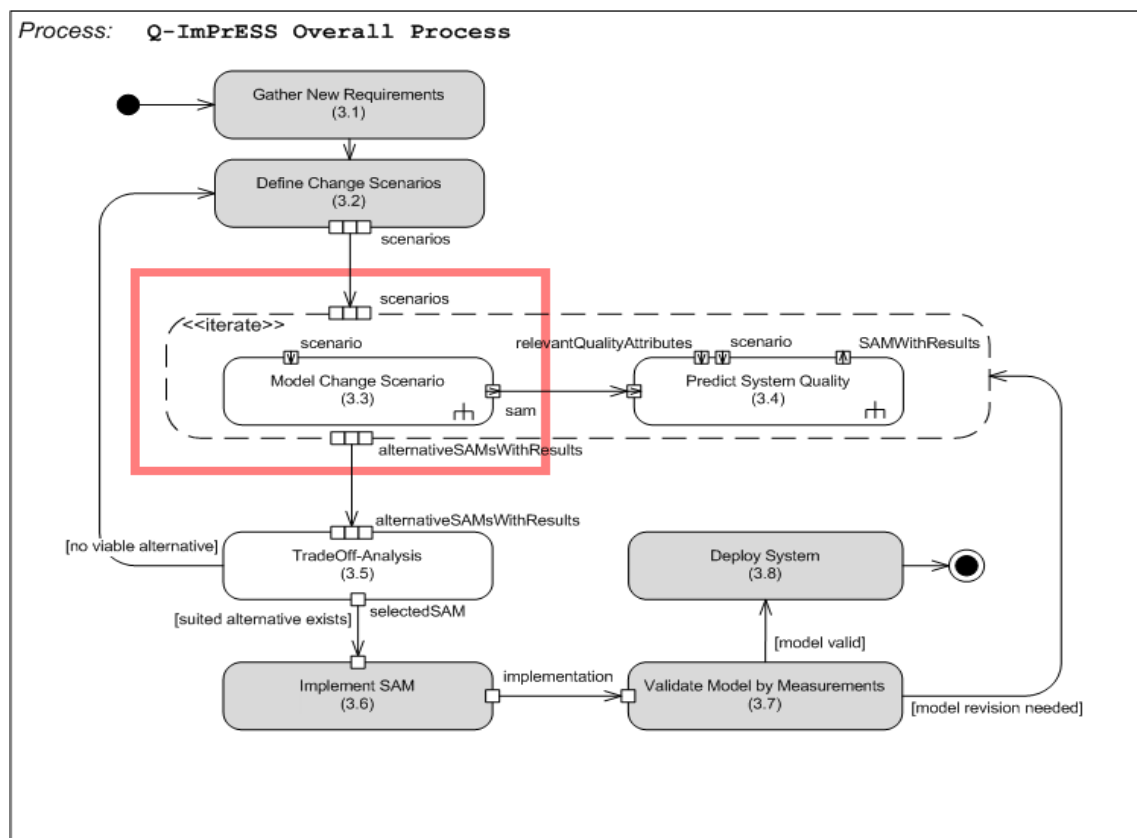 Process: Q-ImPrESS Overall Process
Gather New Requirements
(3.1)
Define Change Scenarios
(3.2)
scenarios
scenarios
<<iterate>>
scenario
relevantQualityAttributes
scenario
SAMWithResults
Model Change Scenario
(3.3)
sam
Predict System Quality
(3.4)
alternativeSAMsWithResults
alternativeSAMsWithResults
[no viable alternative]
TradeOff-Analysis
(3.5)
Deploy System
(3.8)
[suited alternative exists]
selectedSAM
[model valid]
Implement SAM
(3.6)
implementation
Validate Model by Measurements
(3.7)
[model revision needed]